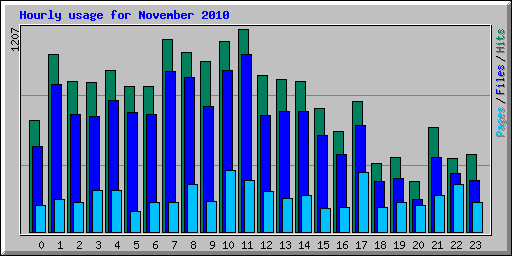 Hourly usage for November 2010
1207
Pages / Files / Hits
0 1 2 3 4 5 6 7 8 9 10 11 12 13 14 15 16 17 18 19 20 21 22 23